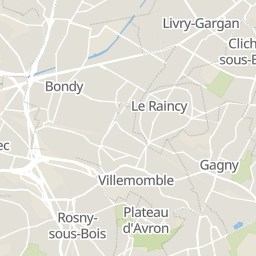 Livry-Gargan
Clich
sous-B
Bondy
Le Raincy
ec
Gagny
Villemomble
Rosny-
sous-Bois
Plateau
d'Avron